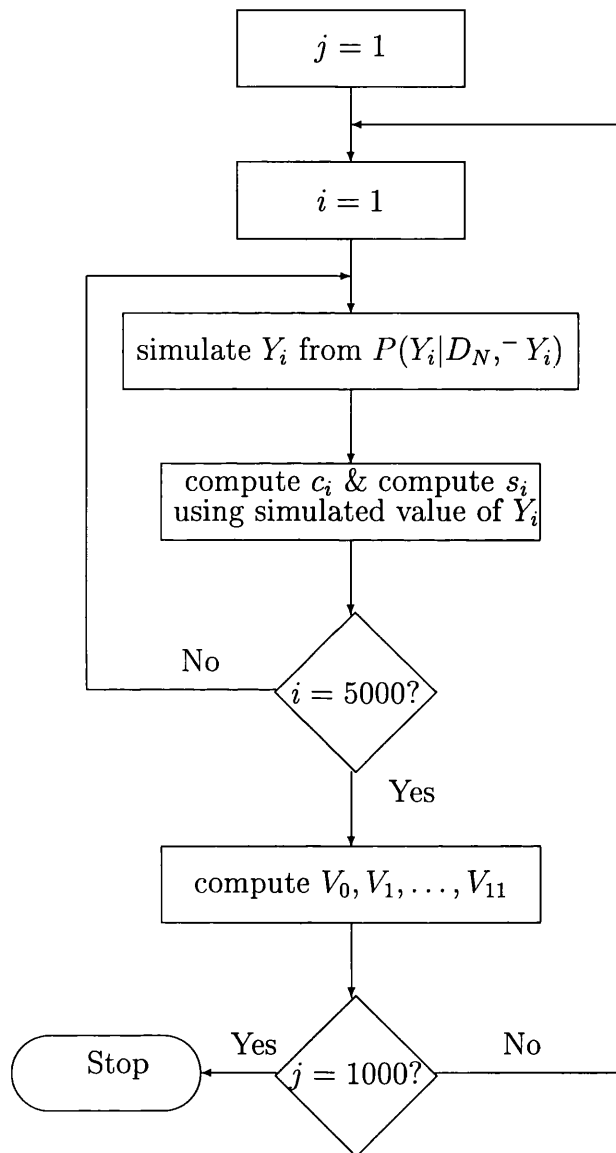 j = 1
i = 1
simulate Y_i from P(Y_i|D_N,^- Y_i)
compute c_i & compute s_i
using simulated value of Y_i
No
i = 5000?
Yes
compute V_0, V_1, . . . , V_11
Stop
Yes
j = 1000?
No